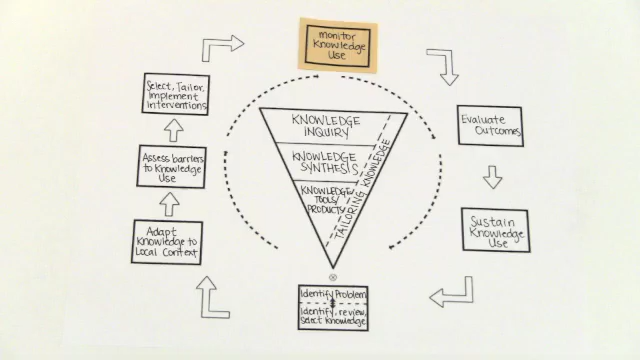 monitor
Knowledge
Use
Select, Tailor,
Implement
Interventions
Evaluate
Outcomes
KNOWLEDGE
INQUIRY
Assess barriers
to Knowledge
Use
KNOWLEDGE
SYNTHESIS
KNOWLEDGE
TOOLS/
PRODUCTS
TAILORING KNOWLEDGE
Adapt
Knowledge to
Local Context
Sustain
Knowledge
Use
Identify Problem
Identify, review,
select Knowledge